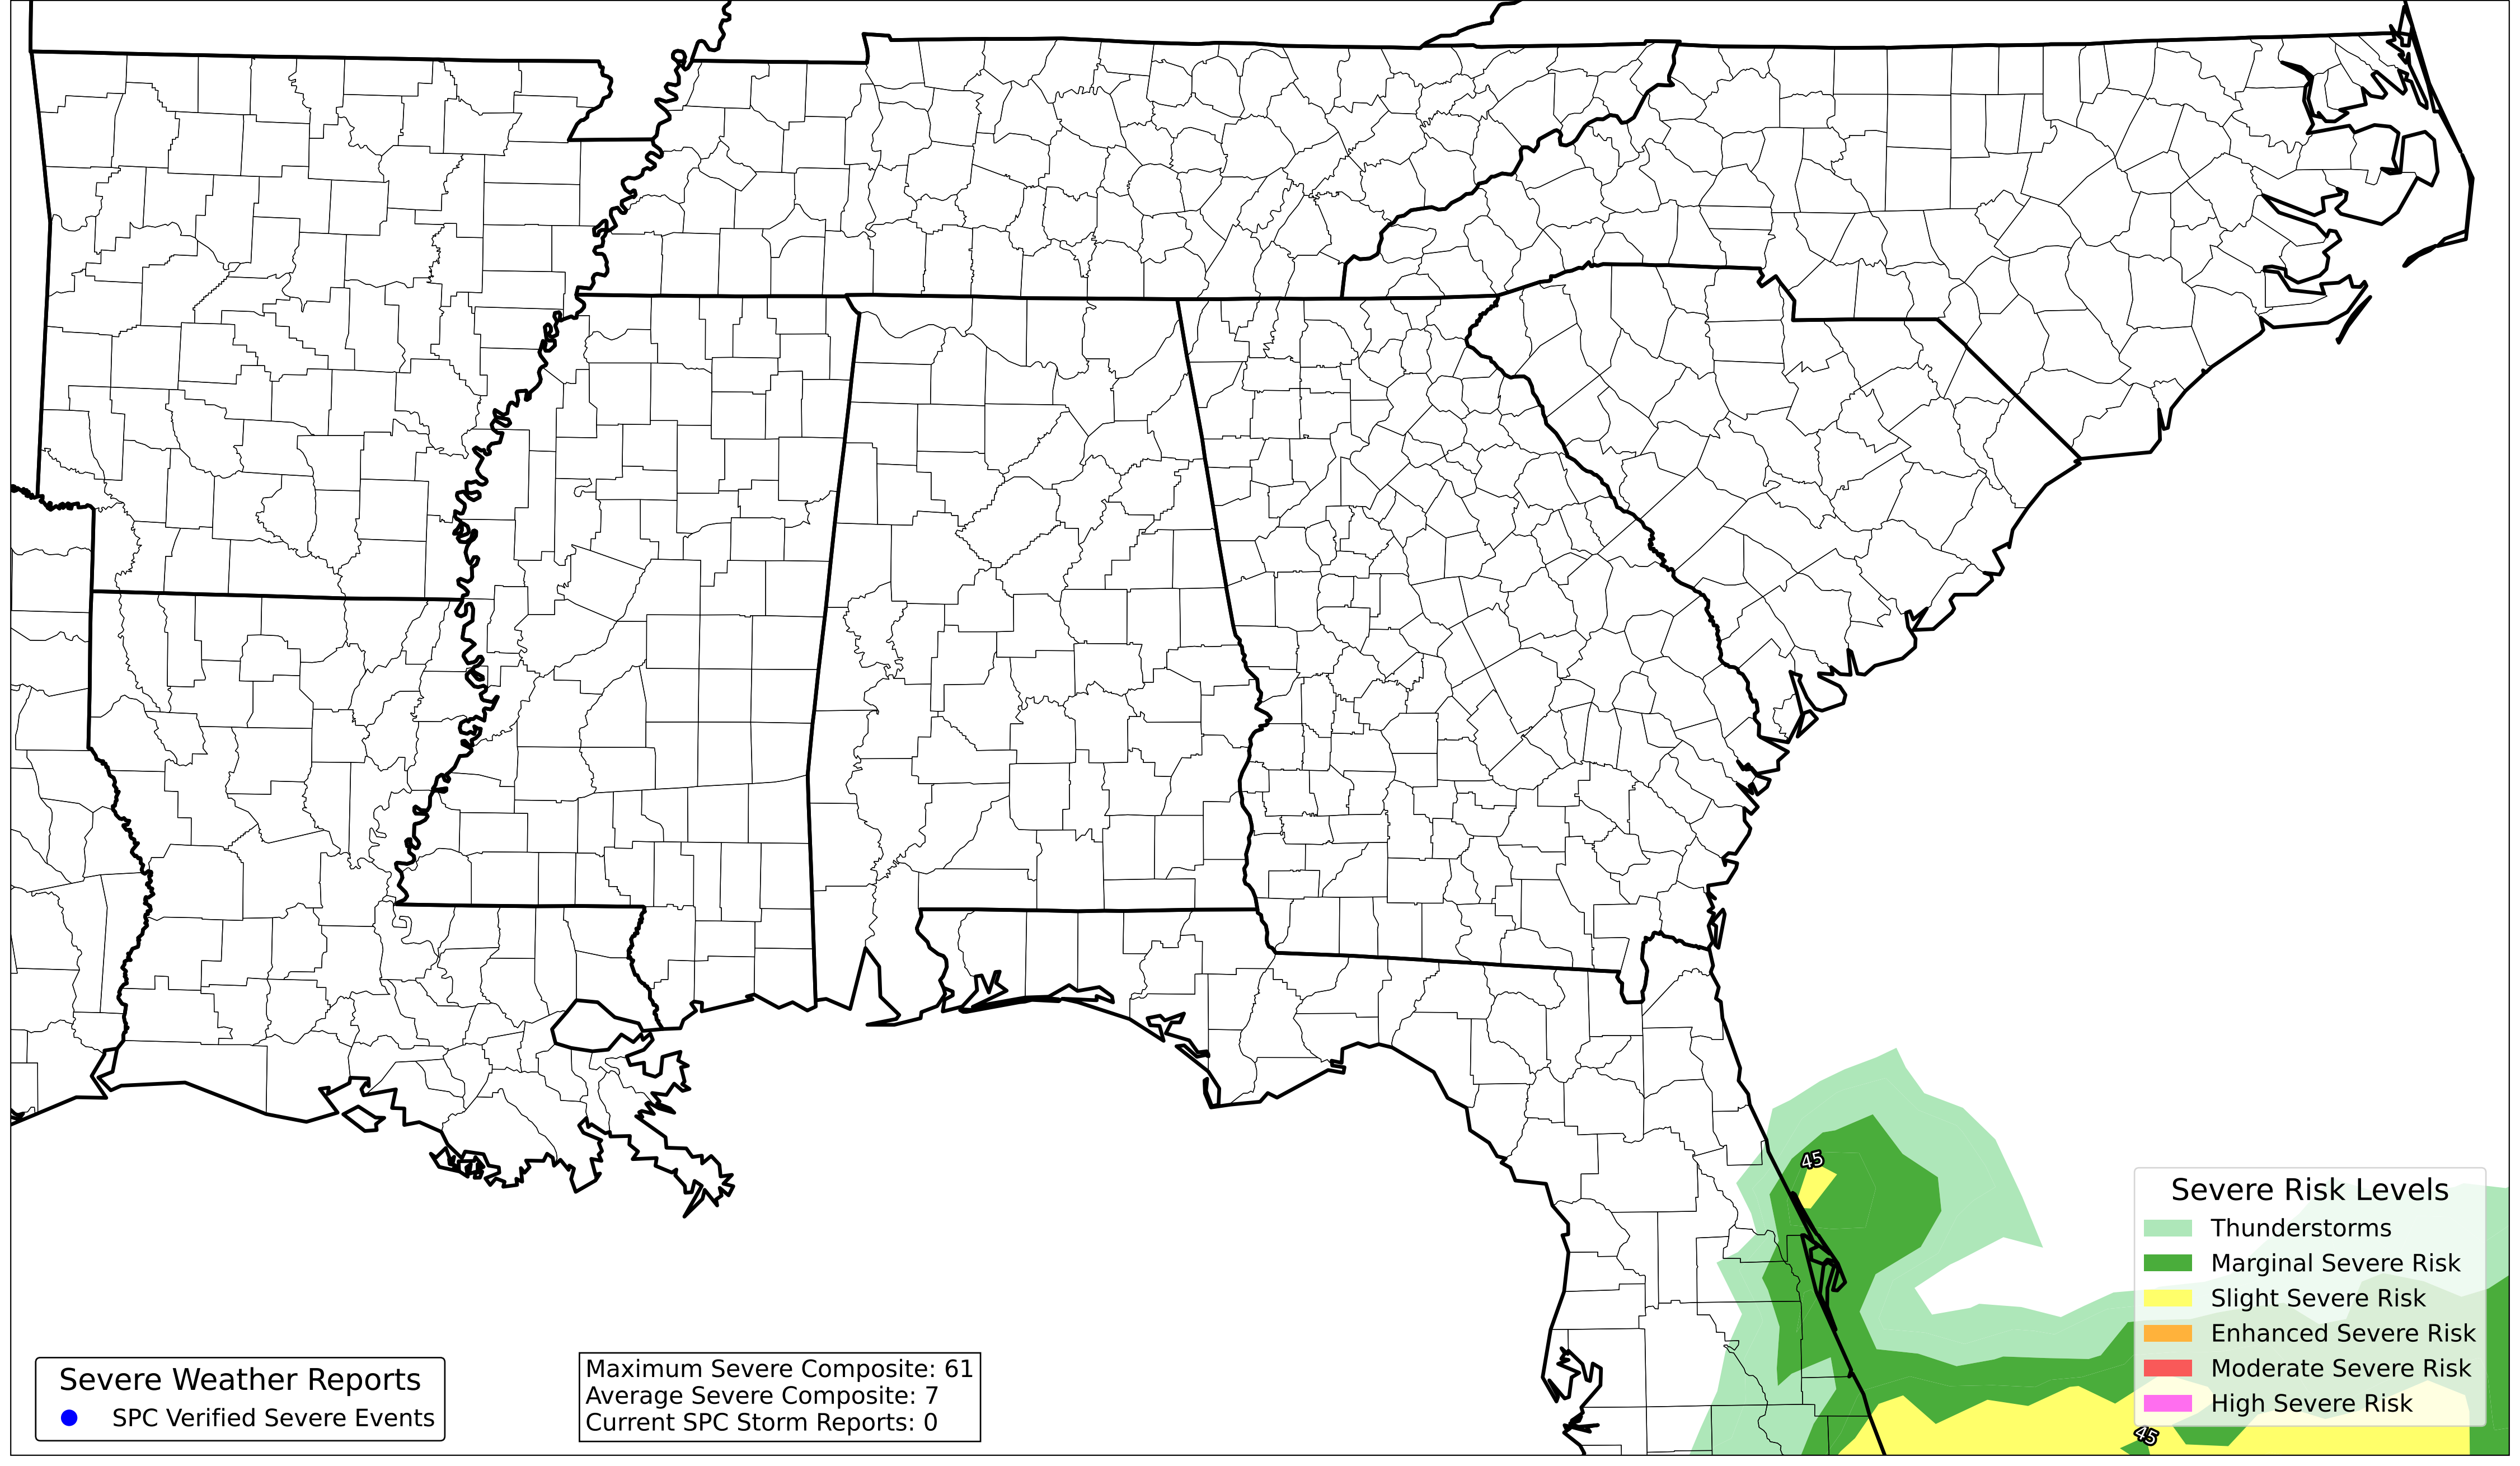 45
Severe Risk Levels
Thunderstorms
Marginal Severe Risk
Slight Severe Risk
Enhanced Severe Risk
Moderate Severe Risk
High Severe Risk
Severe Weather Reports
SPC Verified Severe Events
Maximum Severe Composite: 61
Average Severe Composite: 7
Current SPC Storm Reports: 0
45